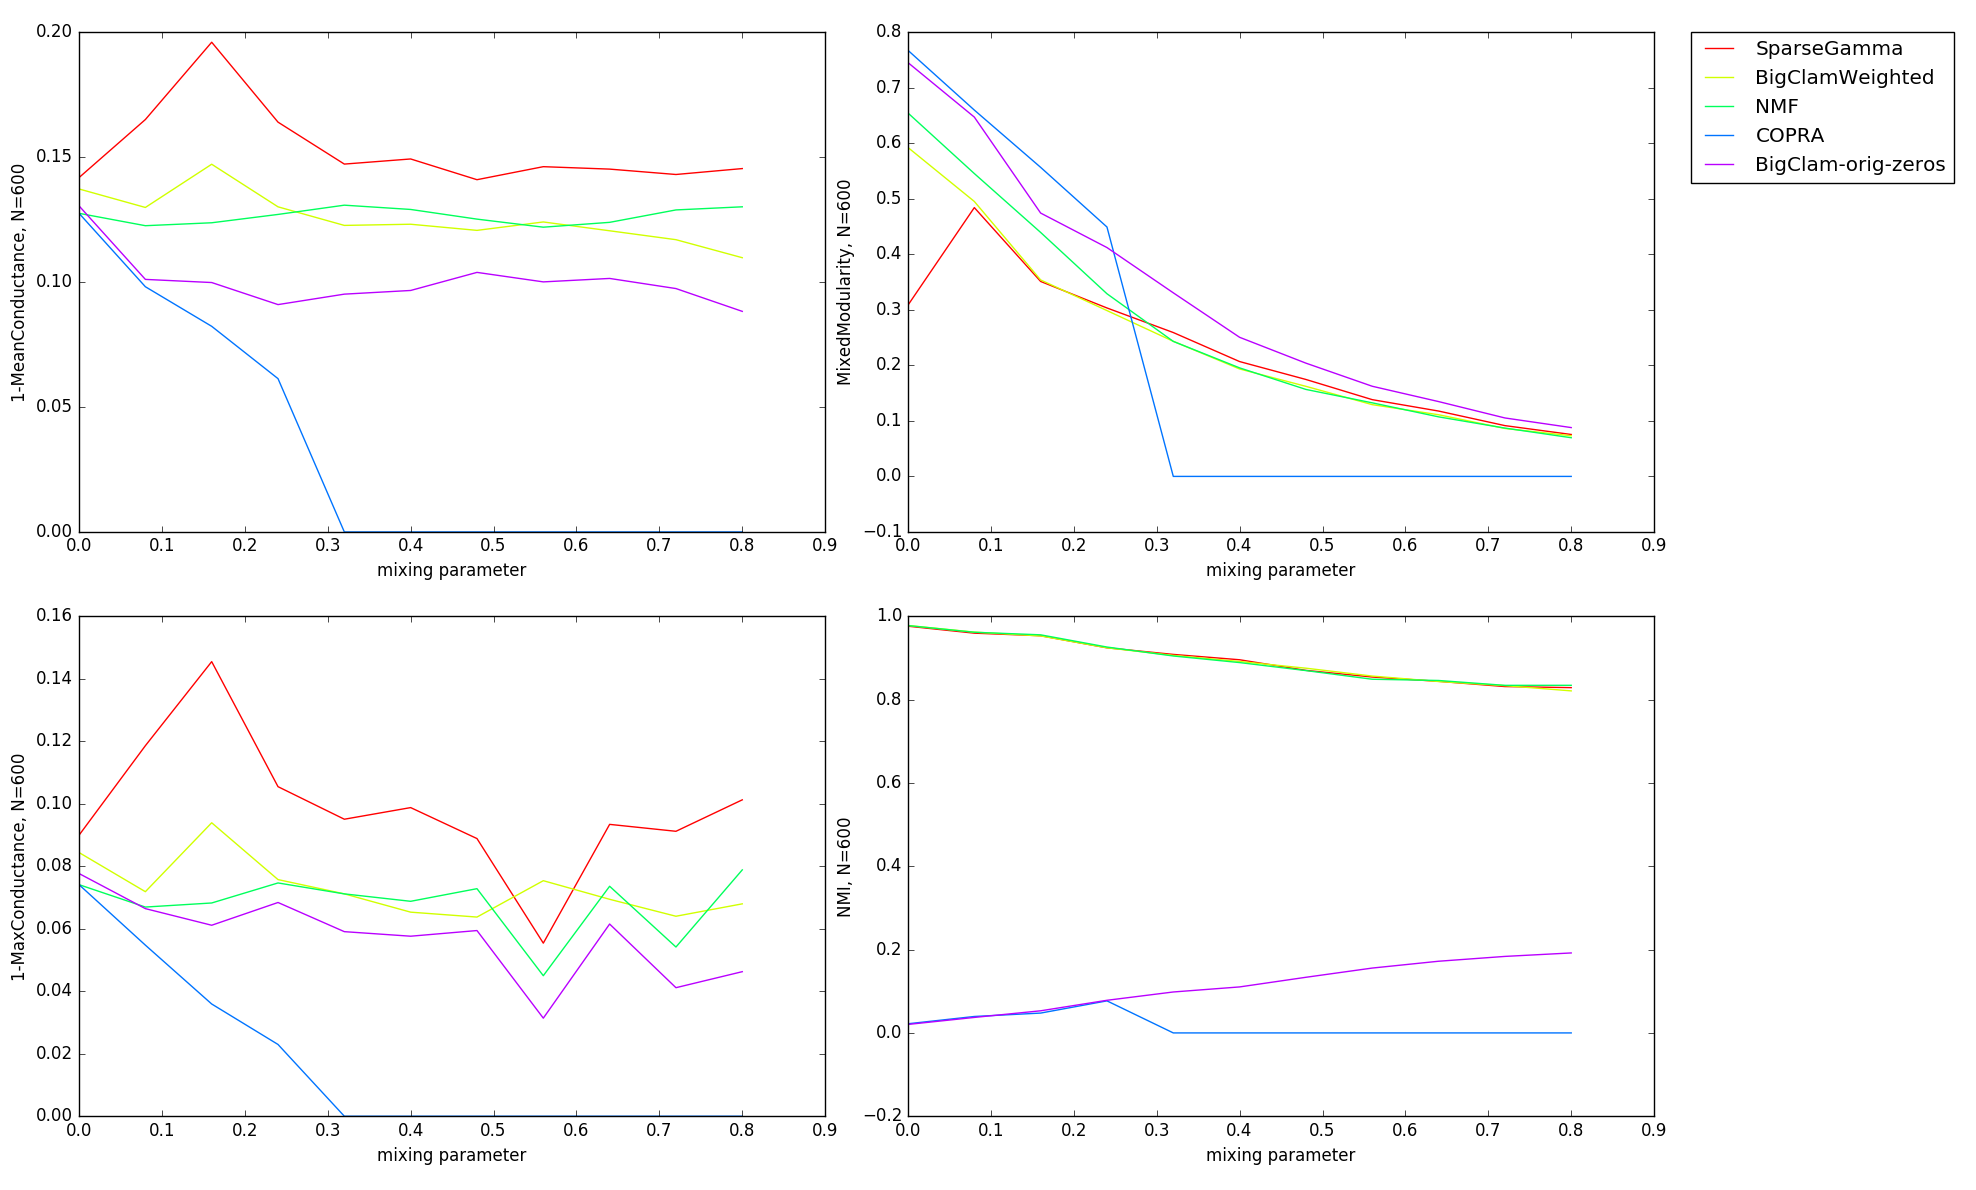 0.20
0.15
0.10
0.05
0.00
1-MeanConductance, N=600
0.0 0.1 0.2 0.3 0.4 0.5 0.6 0.7 0.8 0.9
mixing parameter
0.8
0.7
0.6
0.5
0.4
0.3
0.2
0.1
0.0
−0.1
MixedModularity, N=600
0.0 0.1 0.2 0.3 0.4 0.5 0.6 0.7 0.8 0.9
mixing parameter
SparseGamma
BigClamWeighted
NMF
COPRA
BigClam-orig-zeros
0.16
0.14
0.12
0.10
0.08
0.06
0.04
0.02
0.00
1-MaxConductance, N=600
0.0 0.1 0.2 0.3 0.4 0.5 0.6 0.7 0.8 0.9
mixing parameter
1.0
0.8
0.6
0.4
0.2
0.0
−0.2
NMI, N=600
0.0 0.1 0.2 0.3 0.4 0.5 0.6 0.7 0.8 0.9
mixing parameter